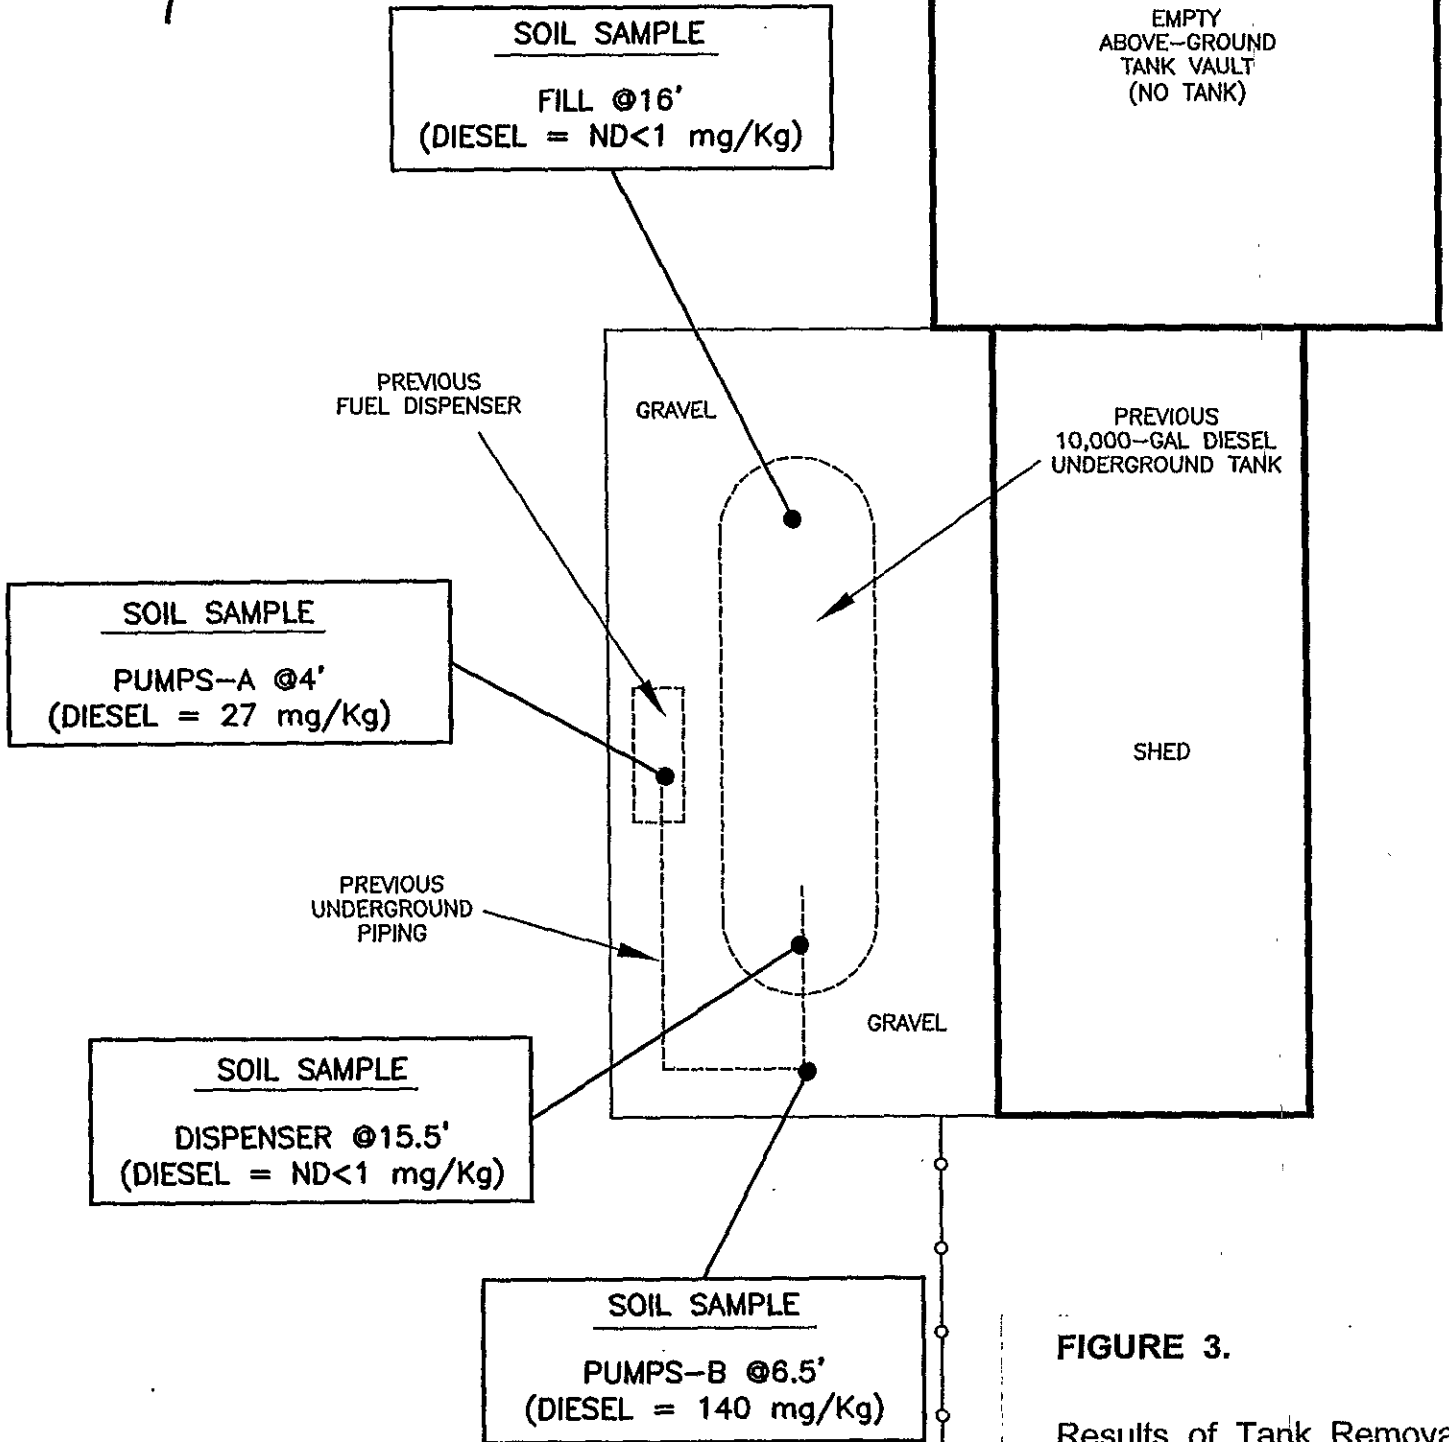 SOIL SAMPLE
FILL @16'
(DIESEL = ND<1 mg/Kg)
EMPTY
ABOVE-GROUND
TANK VAULT
(NO TANK)
PREVIOUS
FUEL DISPENSER
GRAVEL
PREVIOUS
10,000-GAL DIESEL
UNDERGROUND TANK
SOIL SAMPLE
PUMPS-A @4'
(DIESEL = 27 mg/Kg)
SHED
PREVIOUS
UNDERGROUND
PIPING
GRAVEL
SOIL SAMPLE
DISPENSER @15.5'
(DIESEL = ND<1 mg/Kg)
SOIL SAMPLE
PUMPS-B @6.5'
(DIESEL = 140 mg/Kg)
FIGURE 3.
Results of Tank